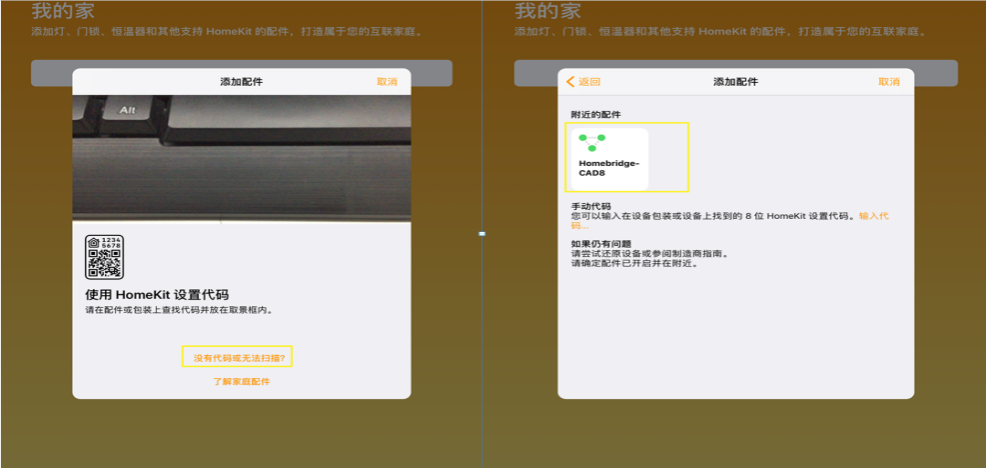 我的家
添加灯、门锁、恒温器和其他支持 HomeKit 的配件，打造属于您的互联家庭。
添加配件
取消
Alt
1234
5678
使用 HomeKit 设置代码
请在配件或包装上查找代码并放在取景框内。
没有代码或无法扫描?
了解家庭配件
我的家
添加灯、门锁、恒温器和其他支持 HomeKit 的配件，打造属于您的互联家庭。
返回
添加配件
取消
附近的配件
Homebridge-
CAD8
手动代码
您可以输入在设备包装或设备上找到的 8 位 HomeKit 设置代码。输入代
码...
如果仍有问题
请尝试还原设备或参阅制造商指南。
请确定配件已开启并在附近。